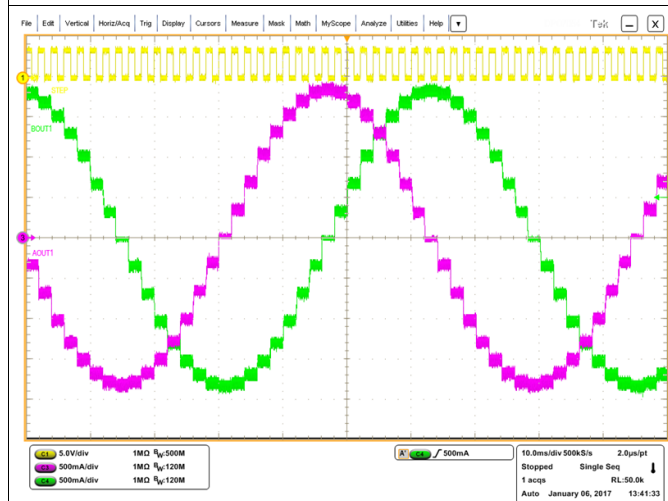 File Edit Vertical Horiz/Acq Trig Display Cursors Measure Mask Math MyScope Analyze Utilities Help Tek X
1
STEP
BOUT1
AOUT1
C1 5.0V/div 1MΩ BW:500M
C3 500mA/div 1MΩ BW:120M
C4 500mA/div 1MΩ BW:120M
A' C4 500mA
10.0ms/div 500kS/s 2.0µs/pt
Stopped Single Seq
1 acqs RL:50.0k
Auto January 06, 2017 13:41:33